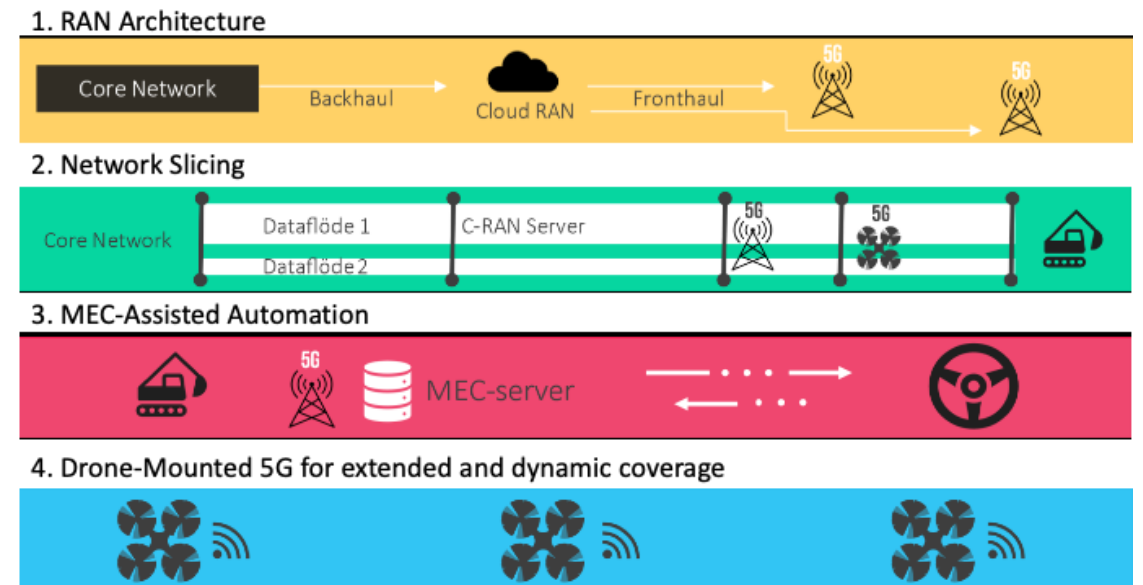 1. RAN Architecture
5G
5G
Core Network
Backhaul
Cloud RAN
Fronthaul
2. Network Slicing
Core Network
Dataflöde 1
C-RAN Server
5G
5G
Dataflöde 2
3. MEC-Assisted Automation
5G
MEC-server
4. Drone-Mounted 5G for extended and dynamic coverage